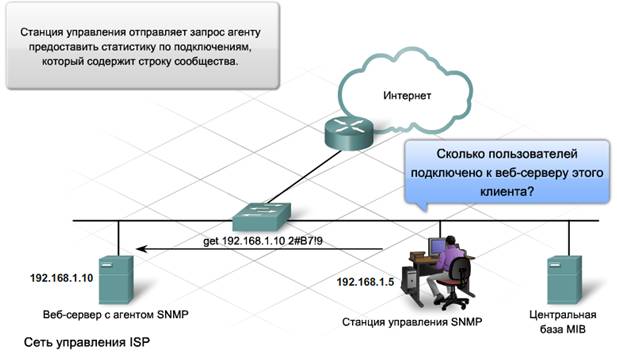 Станция управления отправляет запрос агенту
предоставить статистику по подключениям,
который содержит строку сообщества.
Интернет
Сколько пользователей
подключено к веб-серверу этого
клиента?
get 192.168.1.10 2#B7!9
192.168.1.10
192.168.1.5
Веб-сервер с агентом SNMP
Станция управления SNMP
Центральная
база MIB
Сеть управления ISP